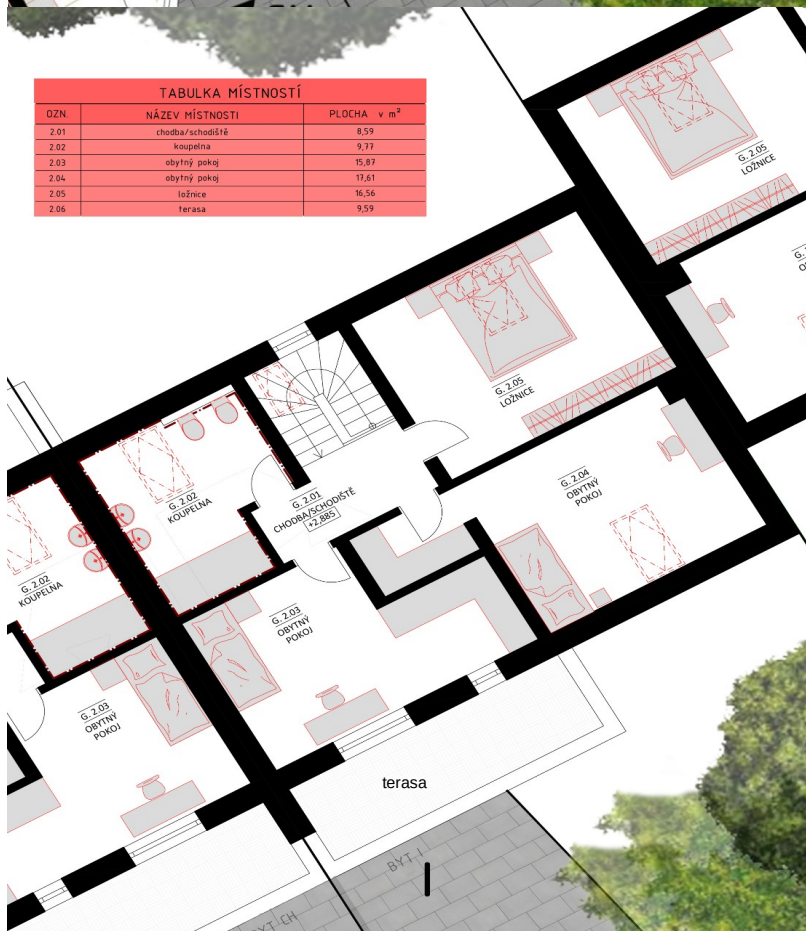 TABULKA MÍSTNOSTÍ
OZN. NÁZEV MÍSTNOSTI PLOCHA v m²
2.01 chodba/schodiště 8,59
2.02 koupelna 9,77
2.03 obytný pokoj 15,87
2.04 obytný pokoj 17,61
2.05 ložnice 16,56
2.06 terasa 9,59
G. 2.05
LOŽNICE
G. 2.05
LOŽNICE
G. 2.04
OBYTNÝ
POKOJ
G. 2.02
KOUPELNA
G. 2.01
CHODBA/SCHODIŠTĚ
+2,885
G. 2.02
KOUPELNA
G. 2.03
OBYTNÝ
POKOJ
G. 2.03
OBYTNÝ
POKOJ
terasa
BYT I
I
BYT CH